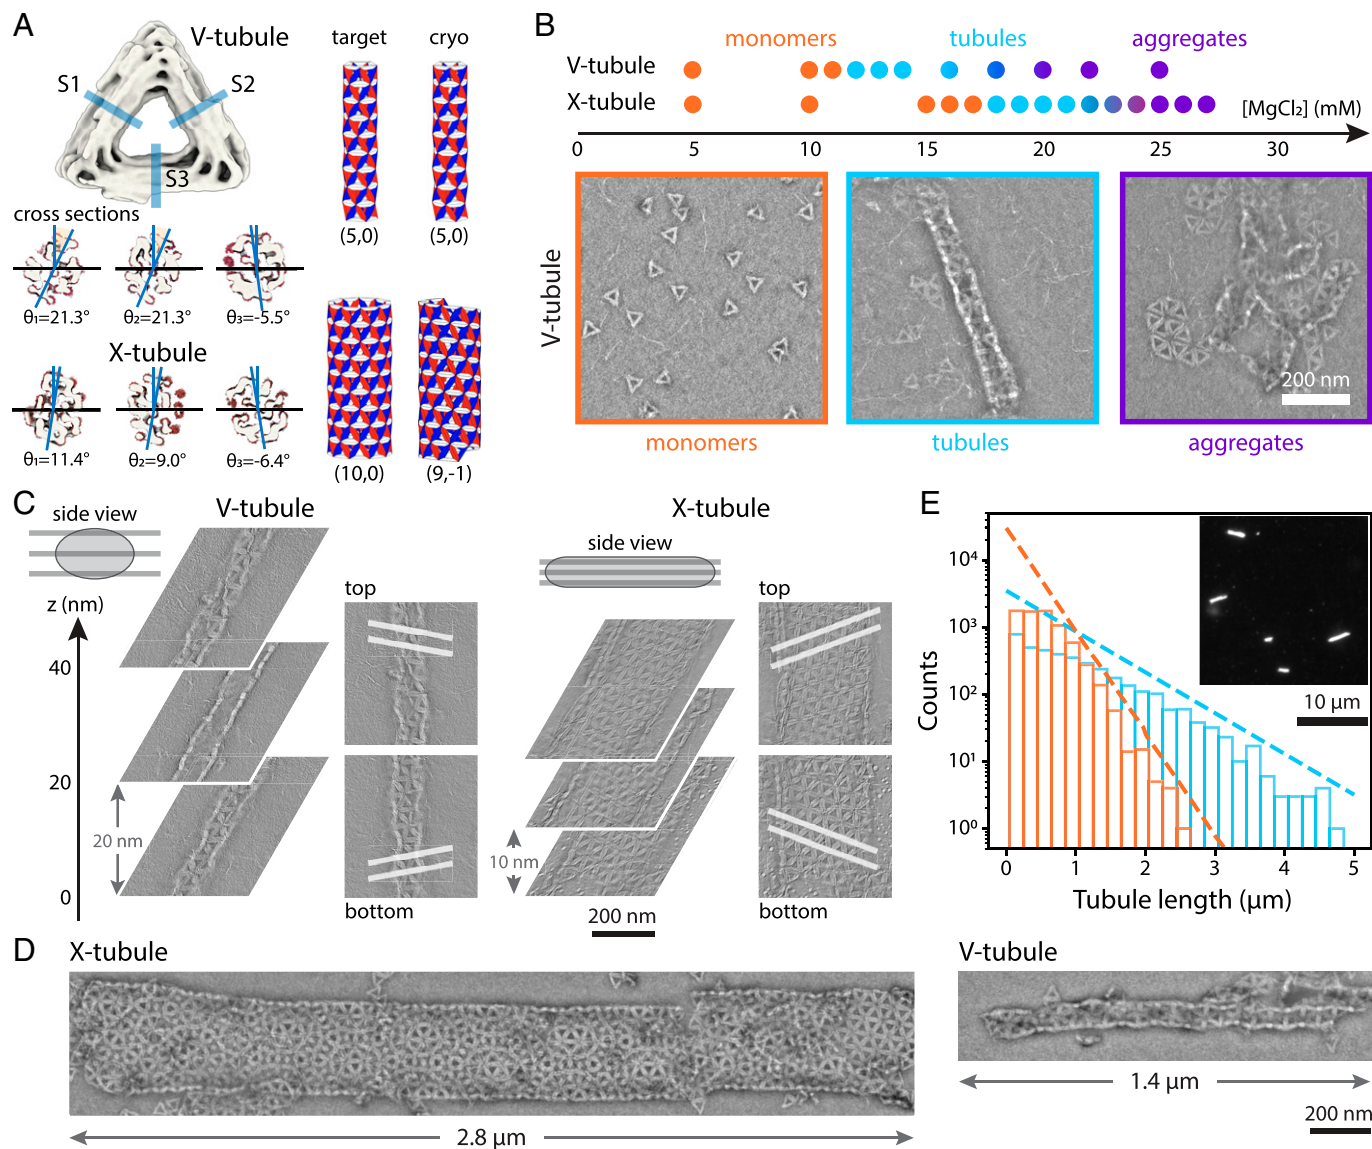 A
V-tubule
target
cryo
S1
S2
S3
cross sections
θ₁=21.3°
θ₂=21.3°
θ₃=-5.5°
(5,0)
(5,0)
X-tubule
θ₁=11.4°
θ₂=9.0°
θ₃=-6.4°
(10,0)
(9,-1)
B
monomers
tubules
aggregates
V-tubule
X-tubule
[MgCl₂] (mM)
0
5
10
15
20
25
30
V-tubule
200 nm
monomers
tubules
aggregates
C
side view
V-tubule
z (nm)
40
20
0
20 nm
top
bottom
X-tubule
side view
10 nm
200 nm
top
bottom
E
Counts
10⁴
10³
10²
10¹
10⁰
10 μm
0
1
2
3
4
5
Tubule length (μm)
D
X-tubule
2.8 μm
V-tubule
1.4 μm
200 nm